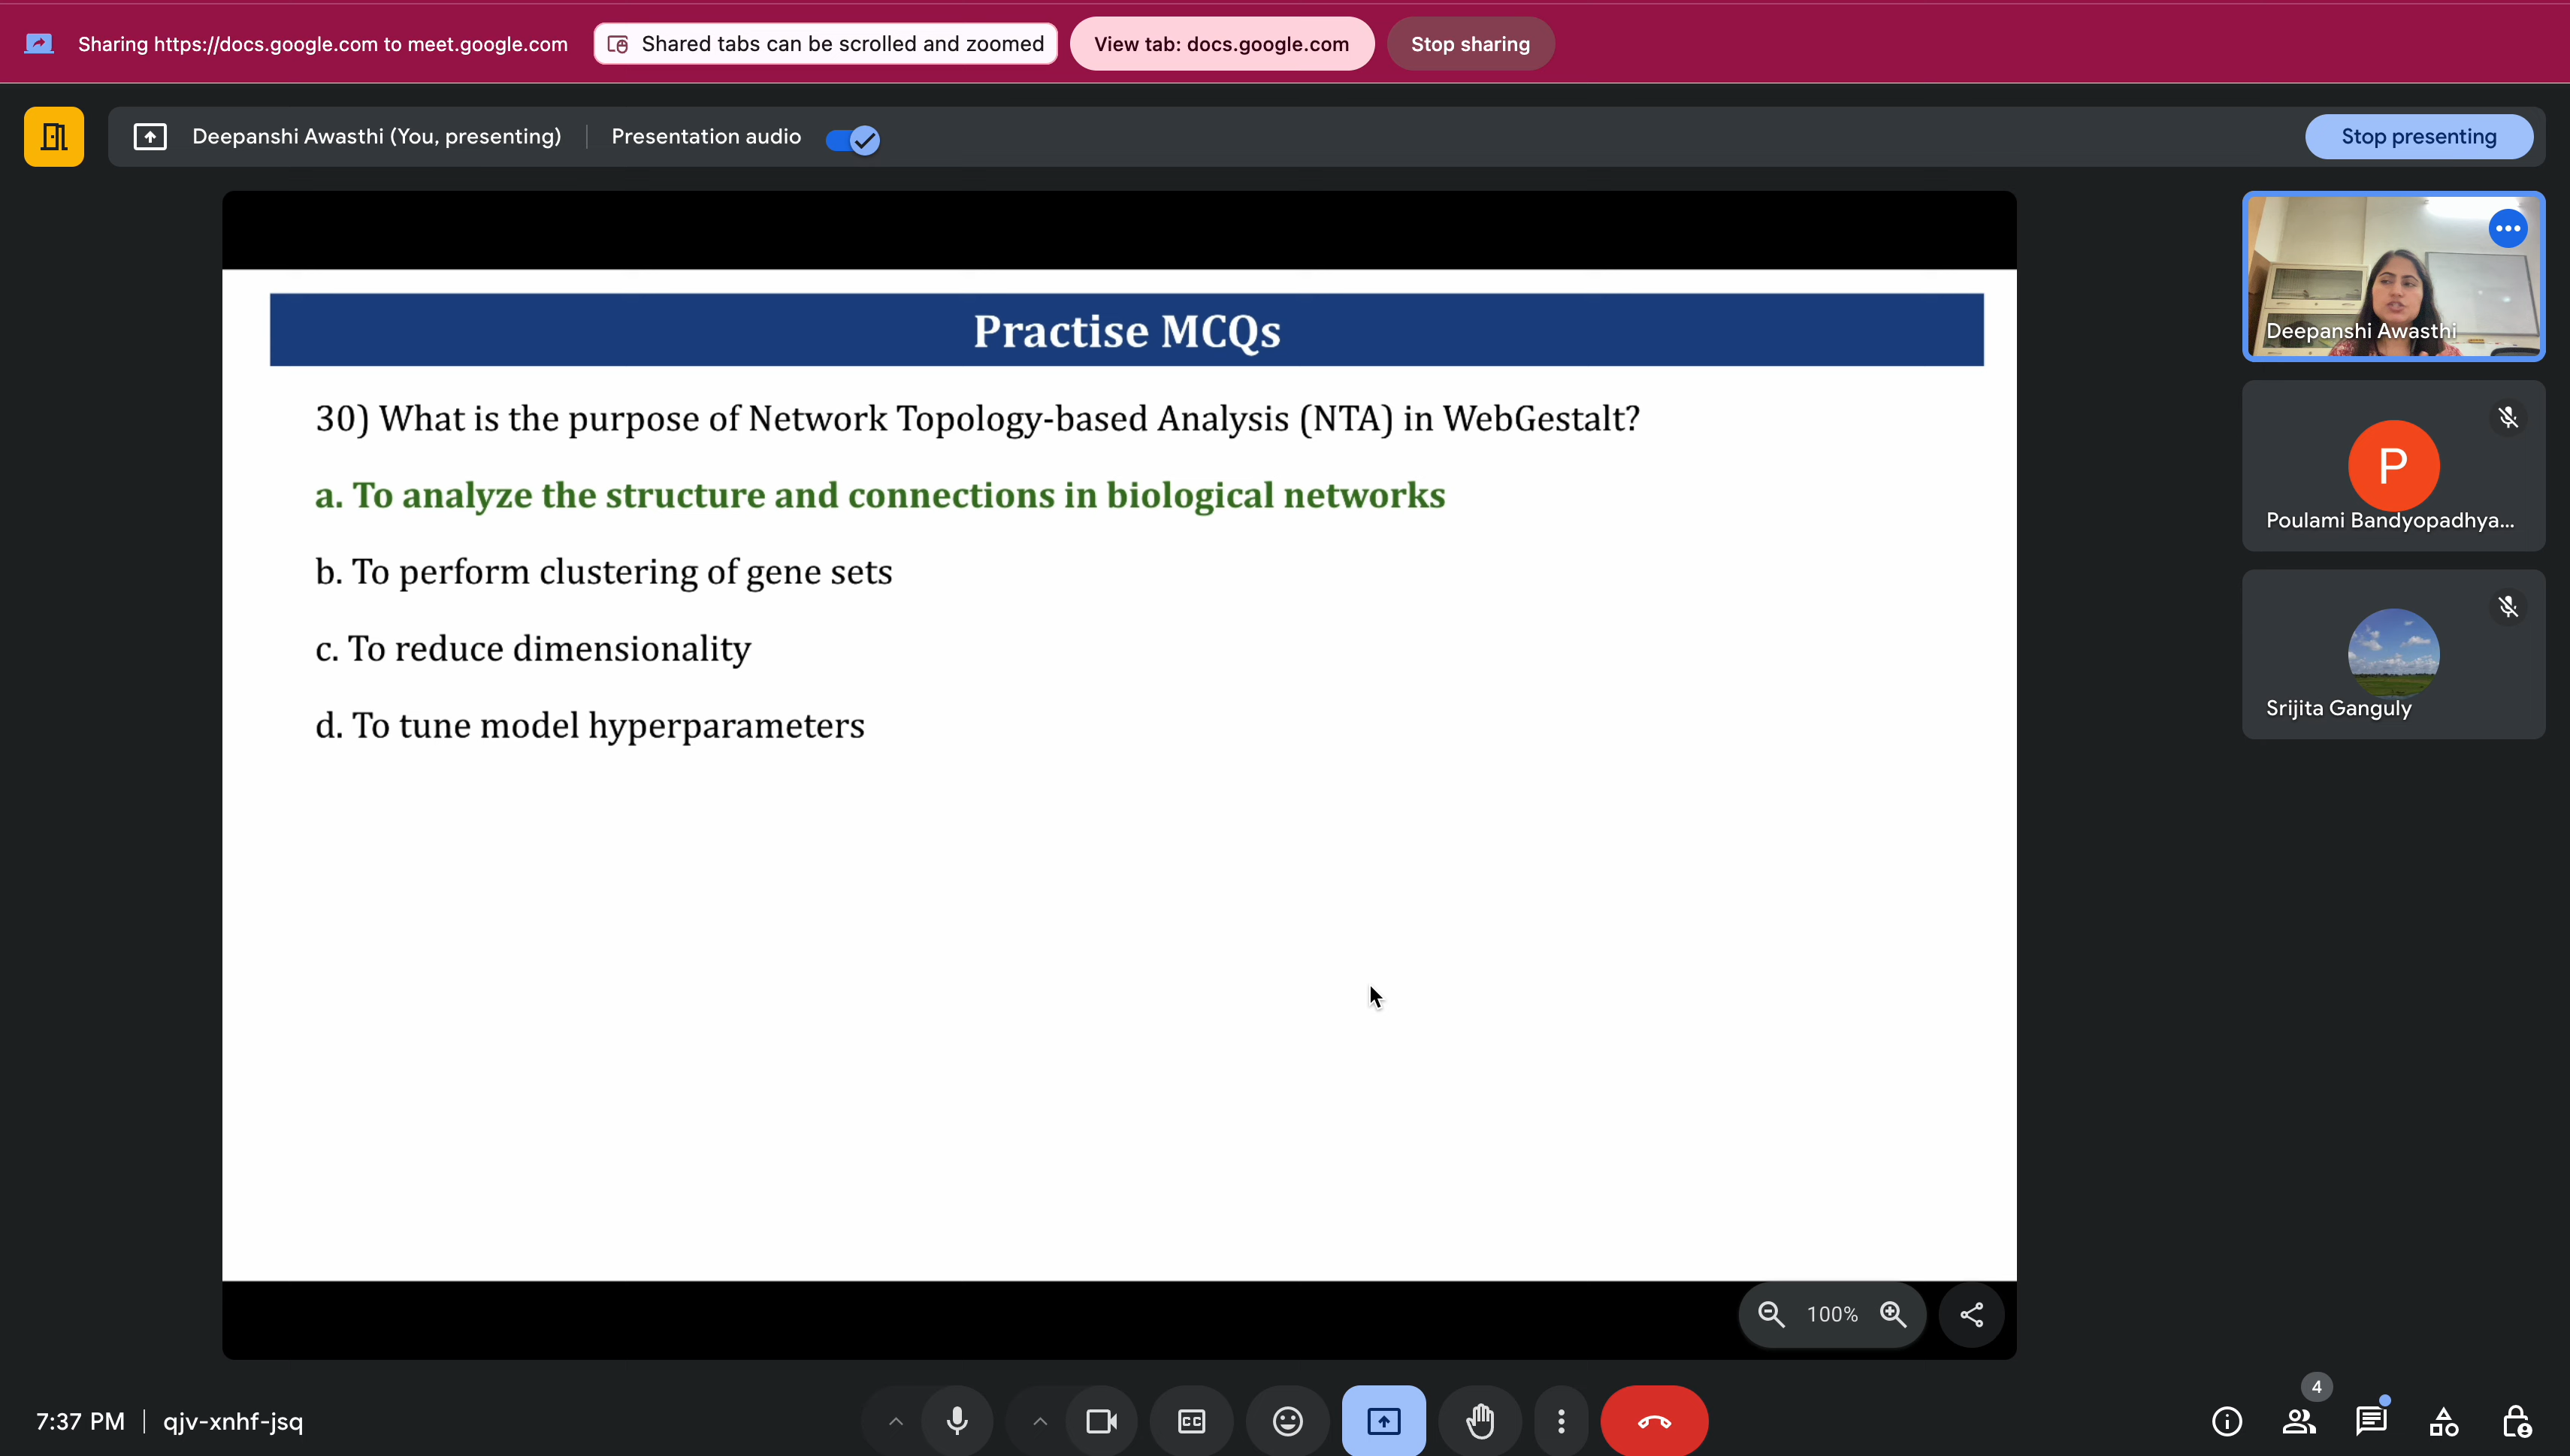 Sharing https://docs.google.com to meet.google.com
Shared tabs can be scrolled and zoomed
View tab: docs.google.com
Stop sharing
Deepanshi Awasthi (You, presenting)
Presentation audio
Stop presenting
Practise MCQs
30) What is the purpose of Network Topology-based Analysis (NTA) in WebGestalt?
a. To analyze the structure and connections in biological networks
b. To perform clustering of gene sets
c. To reduce dimensionality
d. To tune model hyperparameters
Deepanshi Awasthi
P
Poulami Bandyopadhya...
Srijita Ganguly
100%
7:37 PM
qjv-xnhf-jsq
CC
4